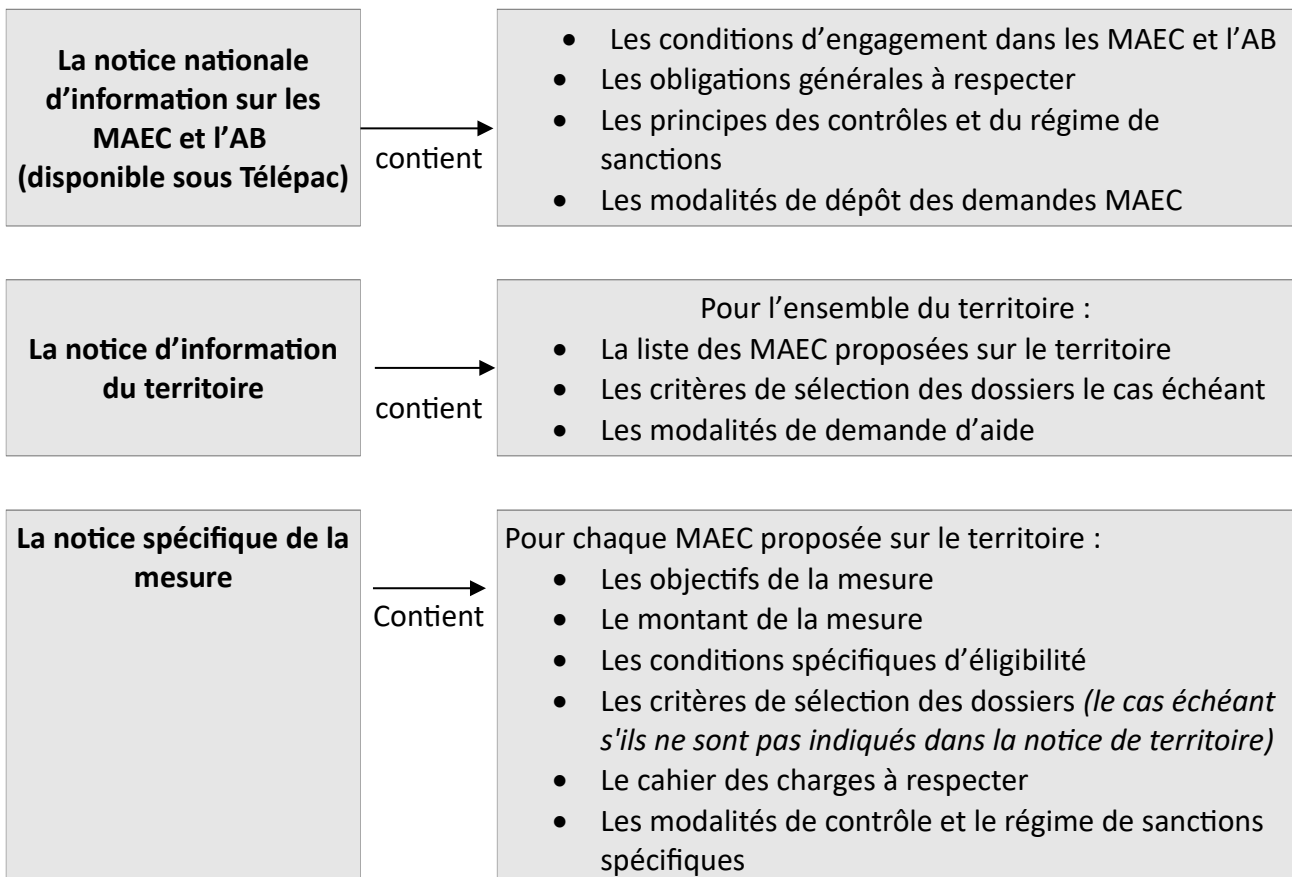 La notice nationale
d'information sur les
MAEC et l'AB
(disponible sous Télépac)
contient
• Les conditions d'engagement dans les MAEC et l'AB
• Les obligations générales à respecter
• Les principes des contrôles et du régime de
sanctions
• Les modalités de dépôt des demandes MAEC
La notice d'information
du territoire
contient
Pour l'ensemble du territoire :
• La liste des MAEC proposées sur le territoire
• Les critères de sélection des dossiers le cas échéant
• Les modalités de demande d'aide
La notice spécifique de la
mesure
Contient
Pour chaque MAEC proposée sur le territoire :
• Les objectifs de la mesure
• Le montant de la mesure
• Les conditions spécifiques d'éligibilité
• Les critères de sélection des dossiers (le cas échéant
s'ils ne sont pas indiqués dans la notice de territoire)
• Le cahier des charges à respecter
• Les modalités de contrôle et le régime de sanctions
spécifiques